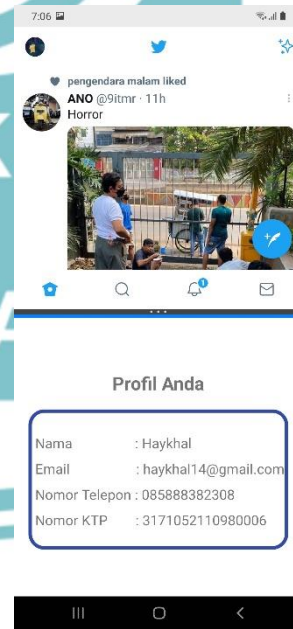 7:06
pengendara malam liked
ANO @9itmr · 11h
Horror
Profil Anda
Nama : Haykhal
Email : haykhal14@gmail.com
Nomor Telepon : 085888382308
Nomor KTP : 3171052110980006